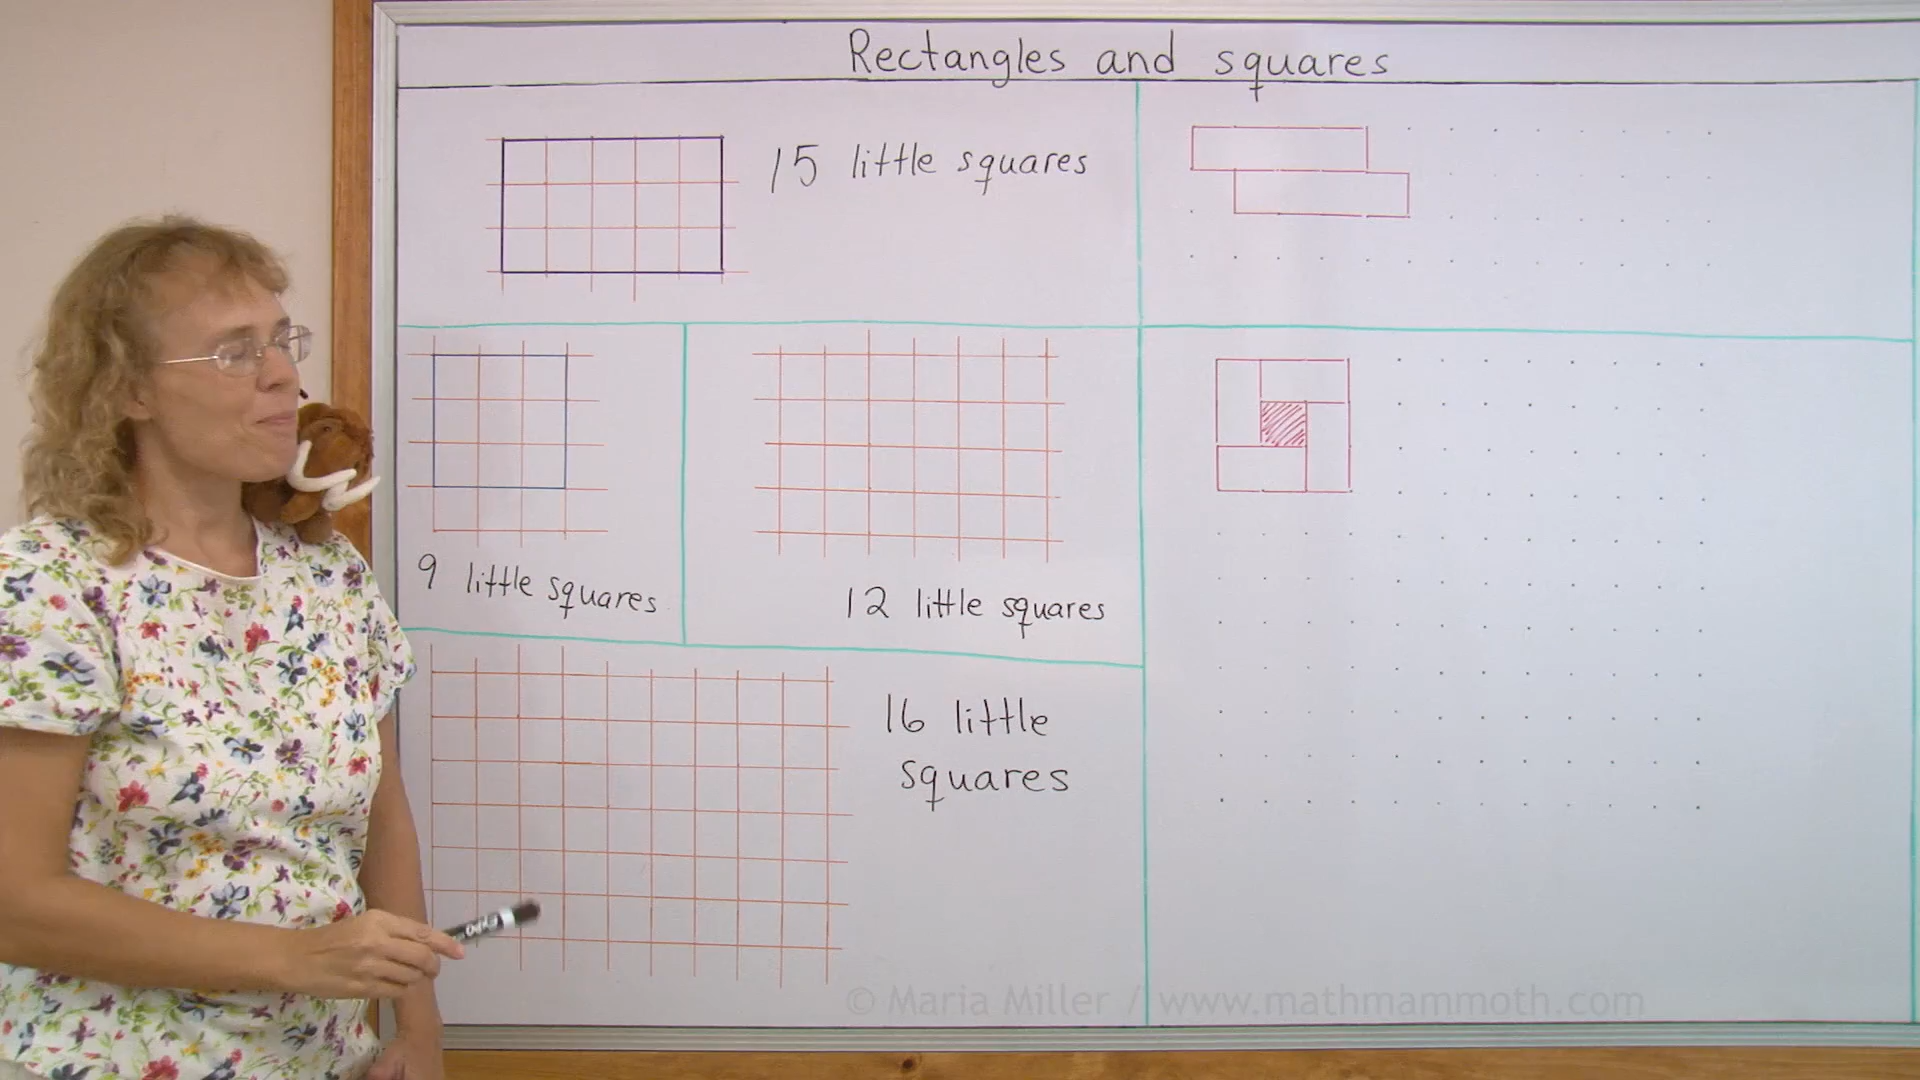 Rectangles and squares
15 little squares
9 little squares
12 little squares
16 little
squares
EXPO
© Maria Miller / www.mathmammoth.com